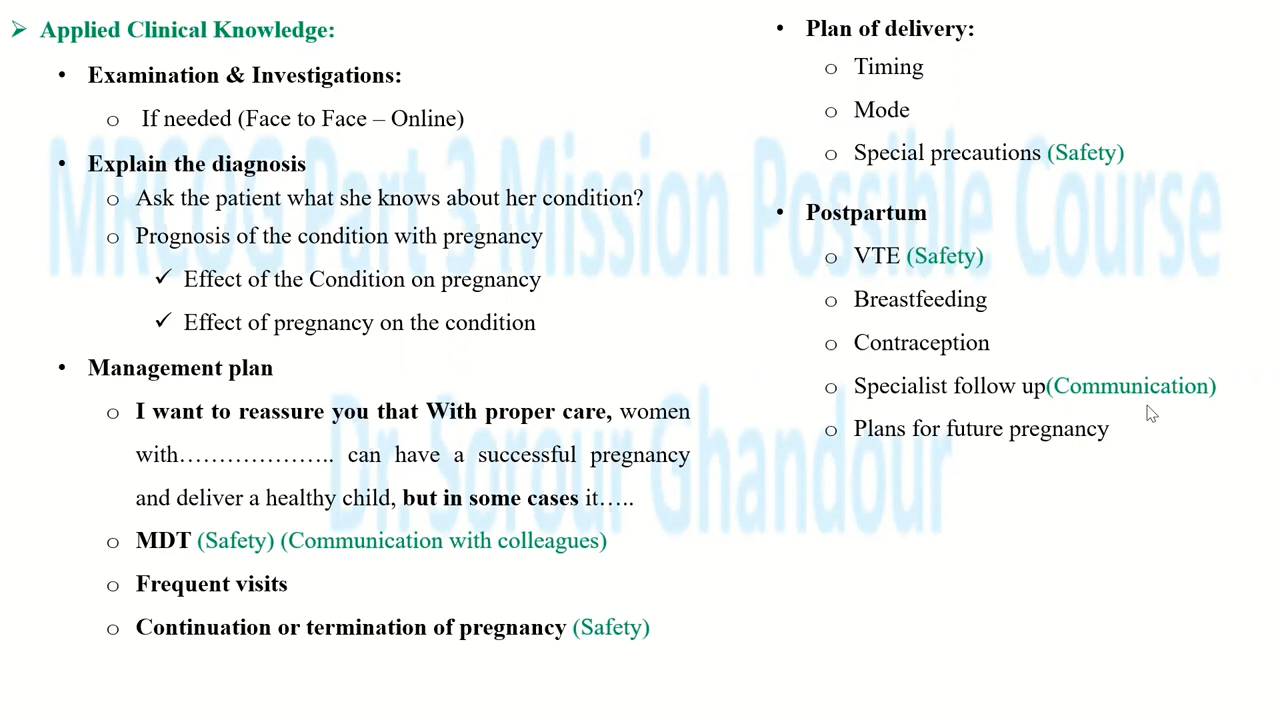 ➢ Applied Clinical Knowledge:
• Examination & Investigations:
o If needed (Face to Face – Online)
• Explain the diagnosis
o Ask the patient what she knows about her condition?
o Prognosis of the condition with pregnancy
✓ Effect of the Condition on pregnancy
✓ Effect of pregnancy on the condition
• Management plan
o I want to reassure you that With proper care, women
with……………….. can have a successful pregnancy
and deliver a healthy child, but in some cases it…..
o MDT (Safety) (Communication with colleagues)
o Frequent visits
o Continuation or termination of pregnancy (Safety)
• Plan of delivery:
o Timing
o Mode
o Special precautions (Safety)
• Postpartum
o VTE (Safety)
o Breastfeeding
o Contraception
o Specialist follow up(Communication)
o Plans for future pregnancy
MRCOG Part 3 Mission Possible Course
Dr. Sorour Ghandour